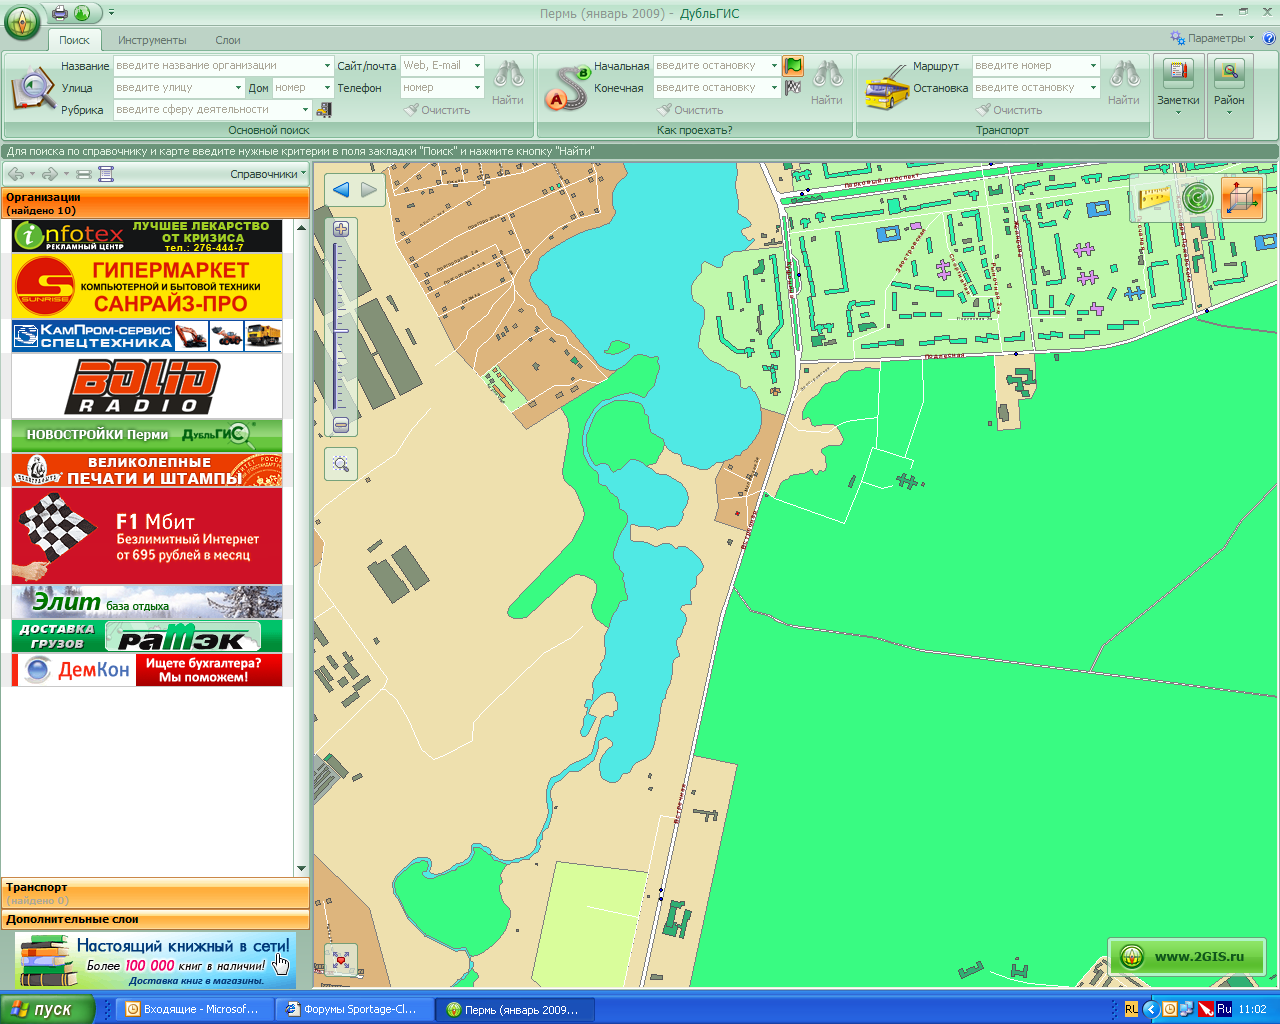 Пермь (январь 2009) - ДубльГИС
Поиск Инструменты Слои
Параметры
Название введите название организации Сайт/почта Web, E-mail
Улица введите улицу Дом номер Телефон номер
Рубрика введите сферу деятельности Очистить
Найти
Основной поиск
Начальная введите остановку
Конечная введите остановку
Очистить
Найти
Как проехать?
Маршрут введите номер
Остановка введите остановку
Очистить
Найти
Транспорт
Заметки
Район
Для поиска по справочнику и карте введите нужные критерии в поля закладки "Поиск" и нажмите кнопку "Найти"
Справочники
Организации
(найдено 10)
infotex
РЕКЛАМНЫЙ ЦЕНТР
ЛУЧШЕЕ ЛЕКАРСТВО
ОТ КРИЗИСА
тел.: 276-444-7
SUNRISE
ГИПЕРМАРКЕТ
КОМПЬЮТЕРНОЙ И БЫТОВОЙ ТЕХНИКИ
САНРАЙЗ-ПРО
КамПром-сервис
СПЕЦТЕХНИКА
BOLID
RADIO
НОВОСТРОЙКИ Перми ДубльГИС
ВЕЛИКОЛЕПНЫЕ
ПЕЧАТИ И ШТАМПЫ
F1 Мбит
Безлимитный Интернет
от 695 рублей в месяц
Элит база отдыха
ДОСТАВКА
ГРУЗОВ
раТэк
ДемКон
Ищете бухгалтера?
Мы поможем!
Транспорт
(найдено 0)
Дополнительные слои
Настоящий книжный в сети!
Более 100 000 книг в наличии!
Доставка книг в магазины.
Парковый проспект
Подлесная
Встречная
www.2GIS.ru
пуск
Входящие - Microsof...
Форумы Sportage-Cl...
Пермь (январь 2009...
RL
Ru
11:02